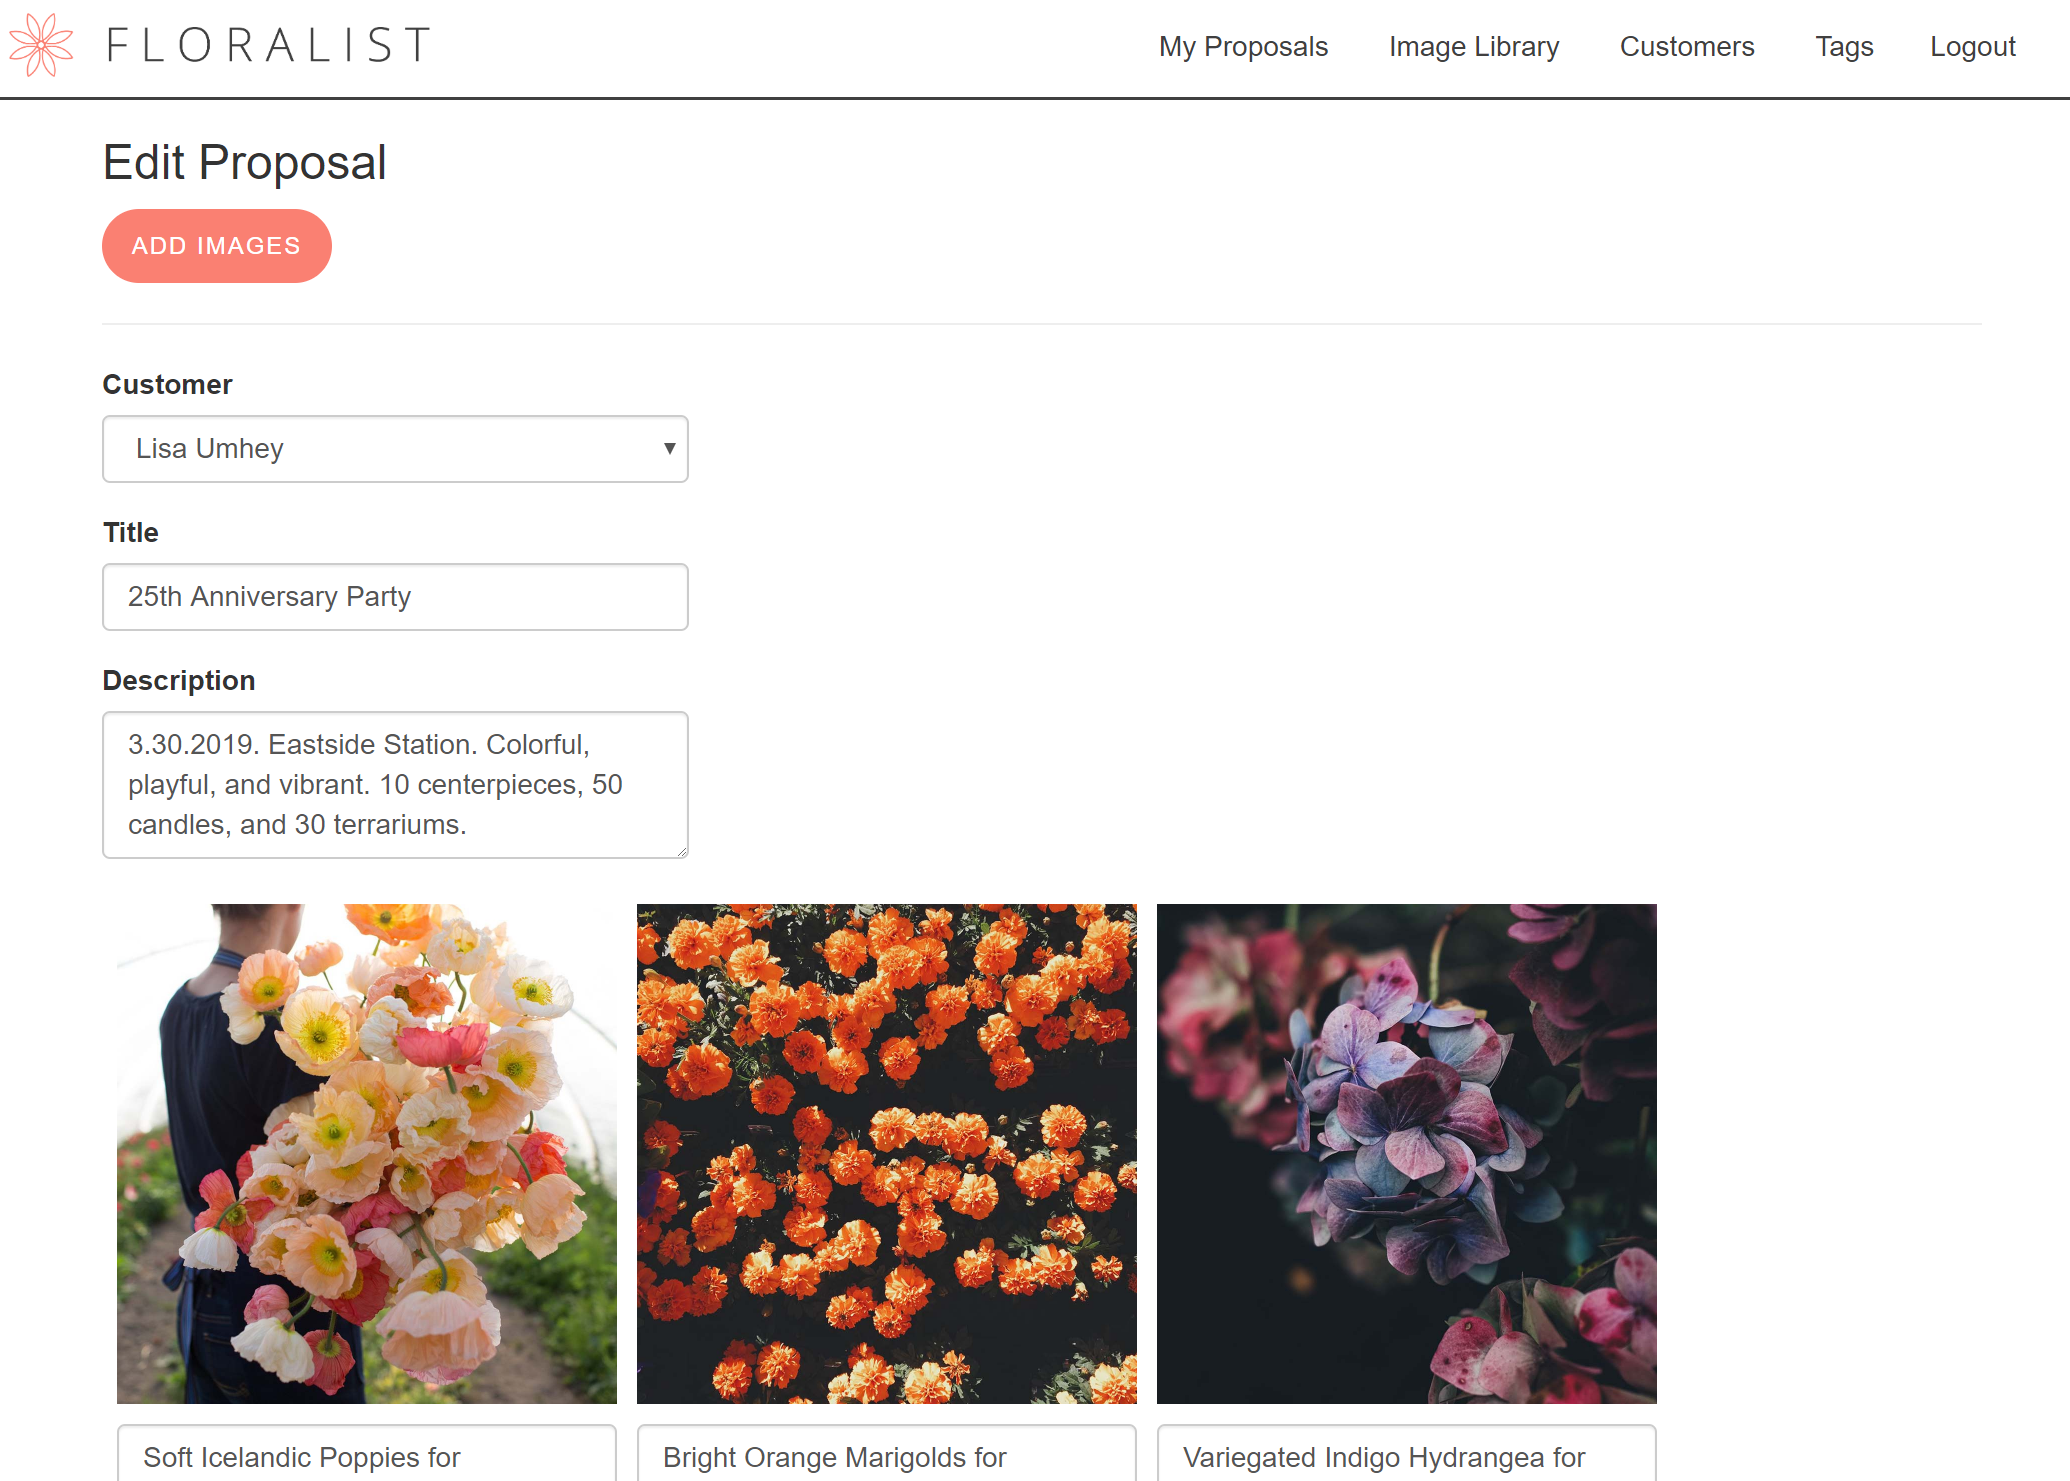 FLORALIST
My Proposals Image Library Customers Tags Logout
Edit Proposal
ADD IMAGES
Customer
Lisa Umhey
Title
25th Anniversary Party
Description
3.30.2019. Eastside Station. Colorful,
playful, and vibrant. 10 centerpieces, 50
candles, and 30 terrariums.
Soft Icelandic Poppies for
Bright Orange Marigolds for
Variegated Indigo Hydrangea for